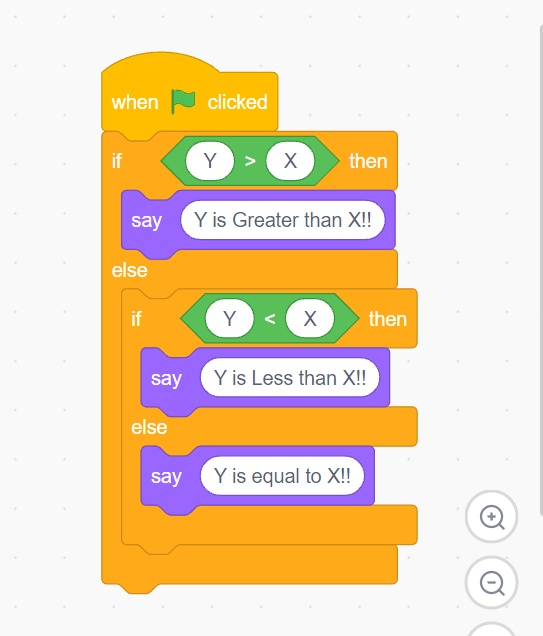 when clicked
if Y > X then
say Y is Greater than X!!
else
if Y < X then
say Y is Less than X!!
else
say Y is equal to X!!